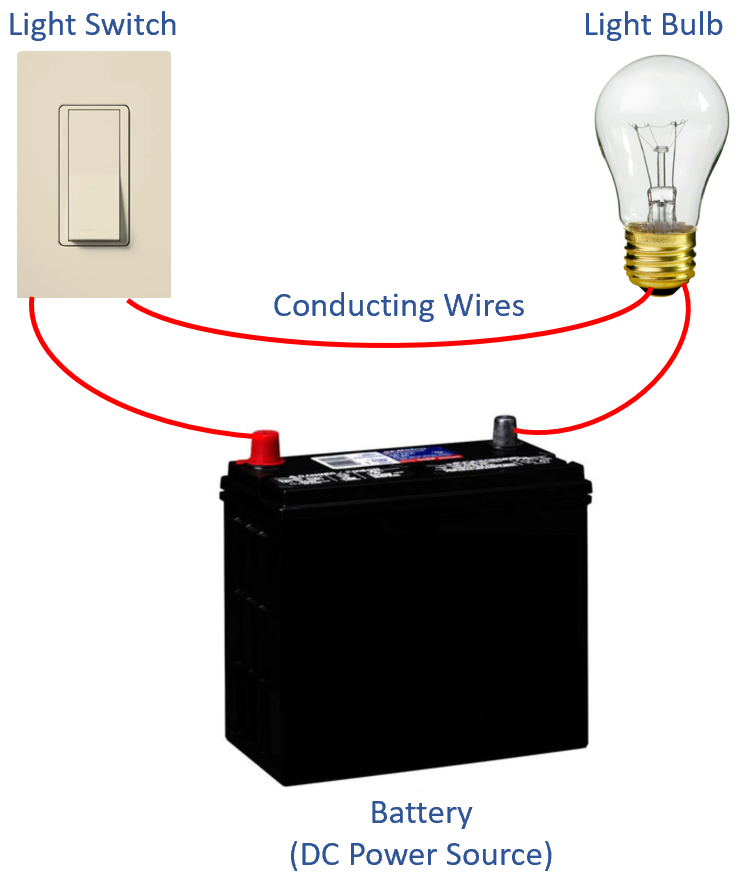 Light Switch
Light Bulb
Conducting Wires
Battery
(DC Power Source)